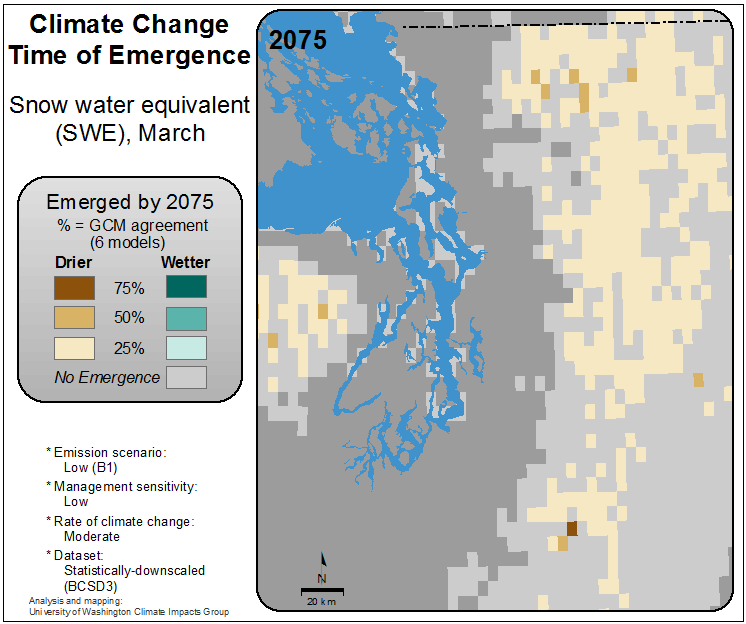 Climate Change
Time of Emergence
Snow water equivalent
(SWE), March
Emerged by 2075
% = GCM agreement
(6 models)
Drier Wetter
75%
50%
25%
No Emergence
* Emission scenario:
Low (B1)
* Management sensitivity:
Low
* Rate of climate change:
Moderate
* Dataset:
Statistically-downscaled
(BCSD3)
Analysis and mapping:
University of Washington Climate Impacts Group
2075
N
20 km